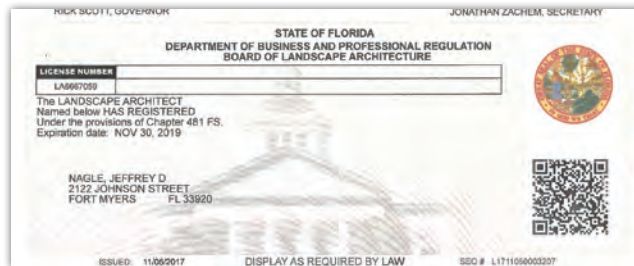 RICK SCOTT, GOVERNOR JONATHAN ZACHEM, SECRETARY
STATE OF FLORIDA
DEPARTMENT OF BUSINESS AND PROFESSIONAL REGULATION
BOARD OF LANDSCAPE ARCHITECTURE
LICENSE NUMBER
LA6667059
The LANDSCAPE ARCHITECT
Named below HAS REGISTERED
Under the provisions of Chapter 481 FS.
Expiration date: NOV 30, 2019
NAGLE, JEFFREY D
2122 JOHNSON STREET
FORT MYERS FL 33920
ISSUED: 11/05/2017 DISPLAY AS REQUIRED BY LAW SEQ # L1711050003207